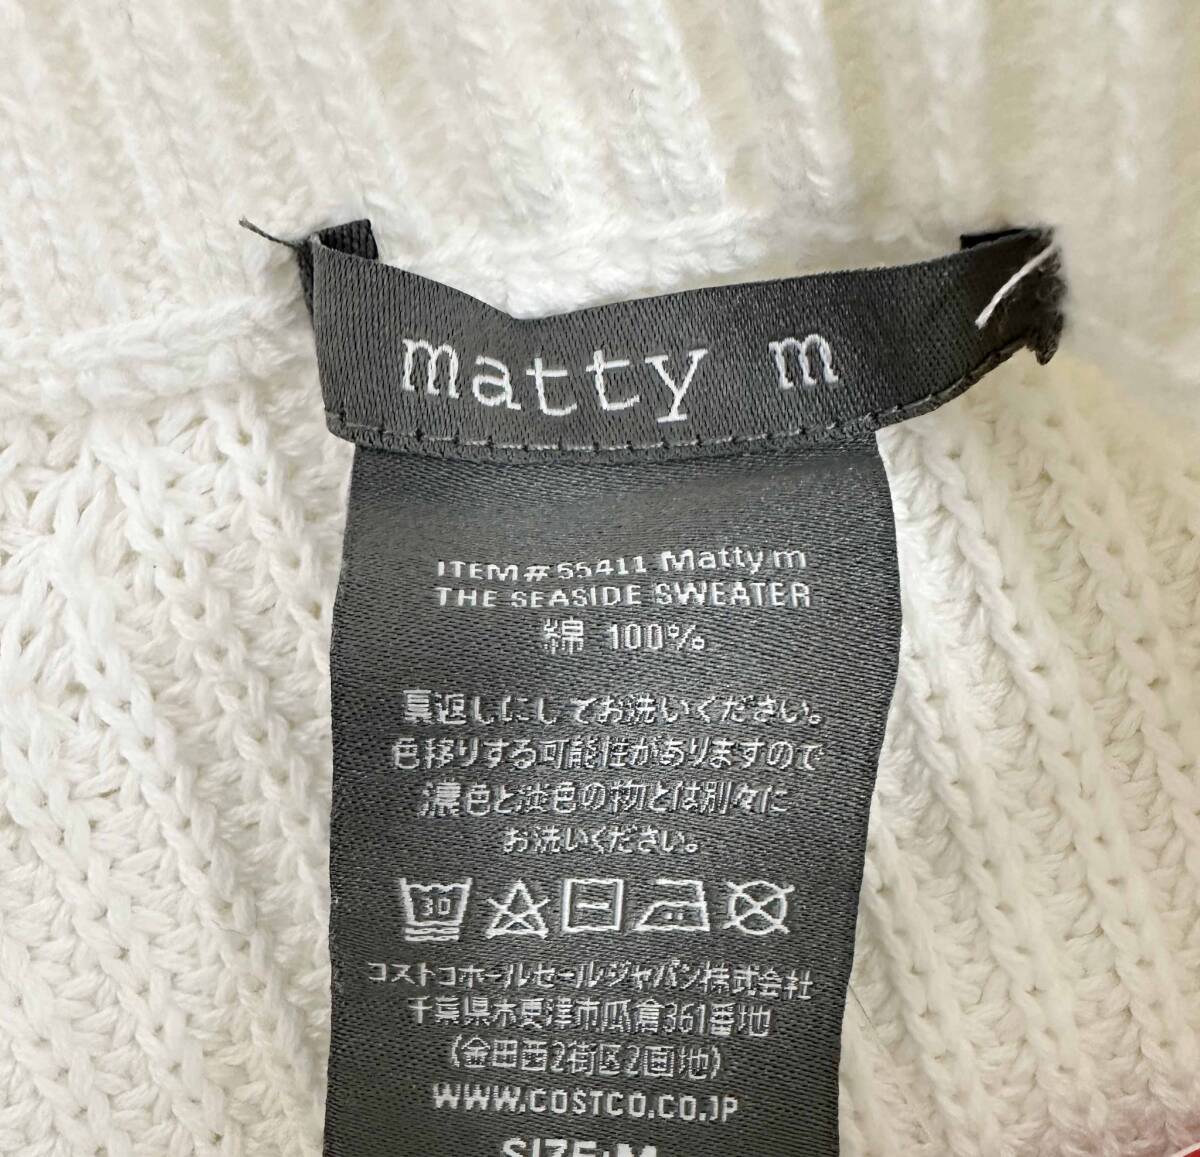 matty m
ITEM#55411 Matty m
THE SEASIDE SWEATER
綿 100%
裏返しにしてお洗いください。
色移りする可能性がありますので
濃色と淡色の物とは別々に
お洗いください。
30
コストコホールセールジャパン株式会社
千葉県木更津市瓜倉361番地
(金田西2街区2画地)
WWW.COSTCO.CO.JP
SIZE:M